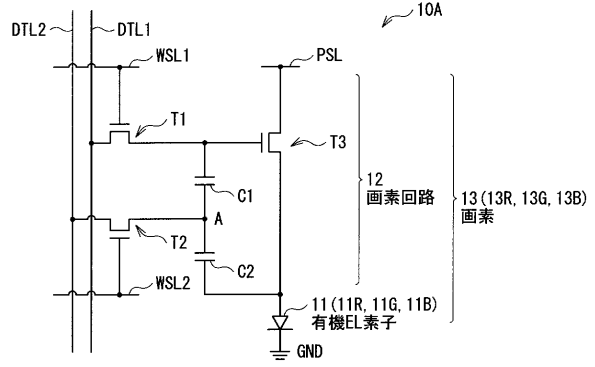 10A
DTL2
DTL1
WSL1
PSL
T1
T3
C1
12
画素回路
13(13R, 13G, 13B)
画素
A
T2
C2
WSL2
11(11R, 11G, 11B)
有機EL素子
GND